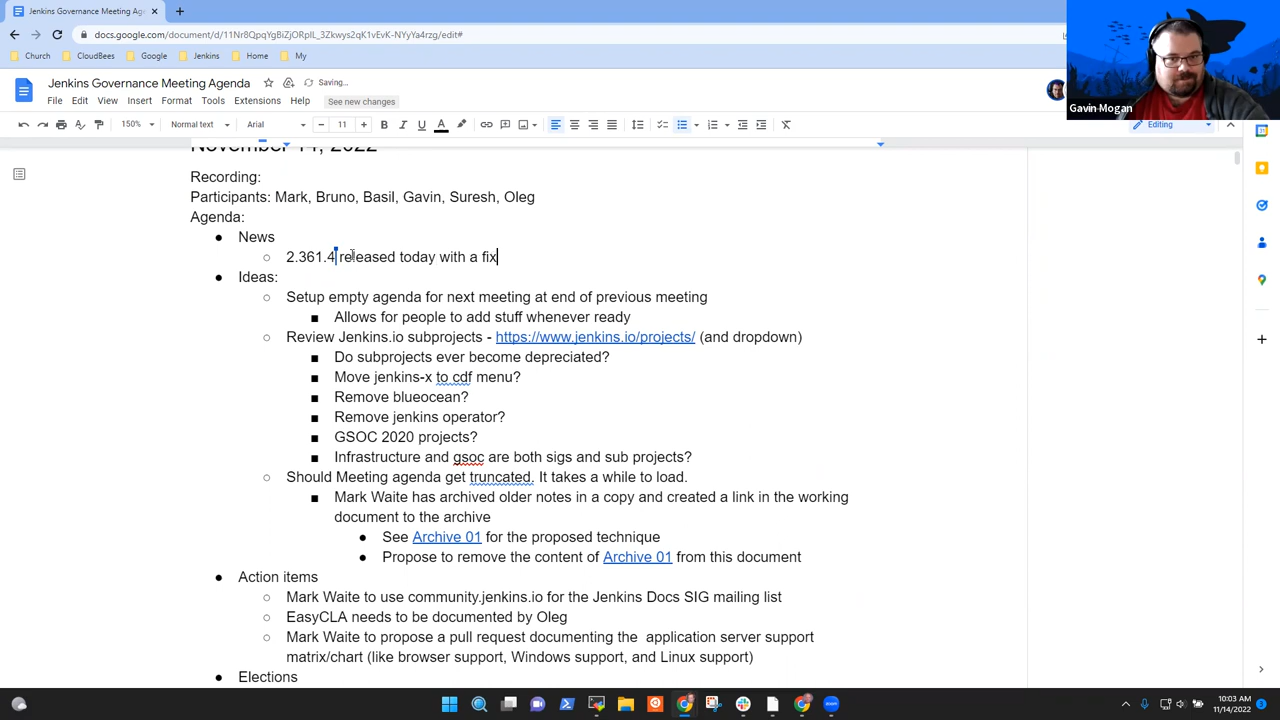 Jenkins Governance Meeting Ag
docs.google.com/document/d/11Nr8QpqYgBiZjORpIL_3Zkwys2qK1vEvK-NYyYa4rzg/edit#
Church CloudBees Google Jenkins Home My
Gavin Mogan
Jenkins Governance Meeting Agenda Saving...
File Edit View Insert Format Tools Extensions Help See new changes
150% Normal text Arial 11 B I U A Editing
November 14, 2022
Recording:
Participants: Mark, Bruno, Basil, Gavin, Suresh, Oleg
Agenda:
● News
○ 2.361.4 released today with a fix
● Ideas:
○ Setup empty agenda for next meeting at end of previous meeting
■ Allows for people to add stuff whenever ready
○ Review Jenkins.io subprojects - https://www.jenkins.io/projects/ (and dropdown)
■ Do subprojects ever become depreciated?
■ Move jenkins-x to cdf menu?
■ Remove blueocean?
■ Remove jenkins operator?
■ GSOC 2020 projects?
■ Infrastructure and gsoc are both sigs and sub projects?
○ Should Meeting agenda get truncated. It takes a while to load.
■ Mark Waite has archived older notes in a copy and created a link in the working
document to the archive
● See Archive 01 for the proposed technique
● Propose to remove the content of Archive 01 from this document
● Action items
○ Mark Waite to use community.jenkins.io for the Jenkins Docs SIG mailing list
○ EasyCLA needs to be documented by Oleg
○ Mark Waite to propose a pull request documenting the application server support
matrix/chart (like browser support, Windows support, and Linux support)
● Elections
10:03 AM
11/14/2022